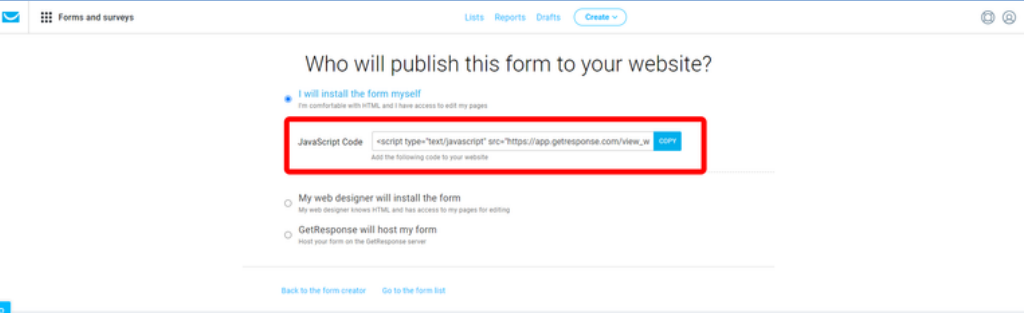 Forms and surveys
Lists Reports Drafts Create
Who will publish this form to your website?
I will install the form myself
I'm comfortable with HTML and I have access to edit my pages
JavaScript Code <script type="text/javascript" src="https://app.getresponse.com/view_w COPY
Add the following code to your website
My web designer will install the form
My web designer knows HTML and has access to my pages for editing
GetResponse will host my form
Host your form on the GetResponse server
Back to the form creator Go to the form list